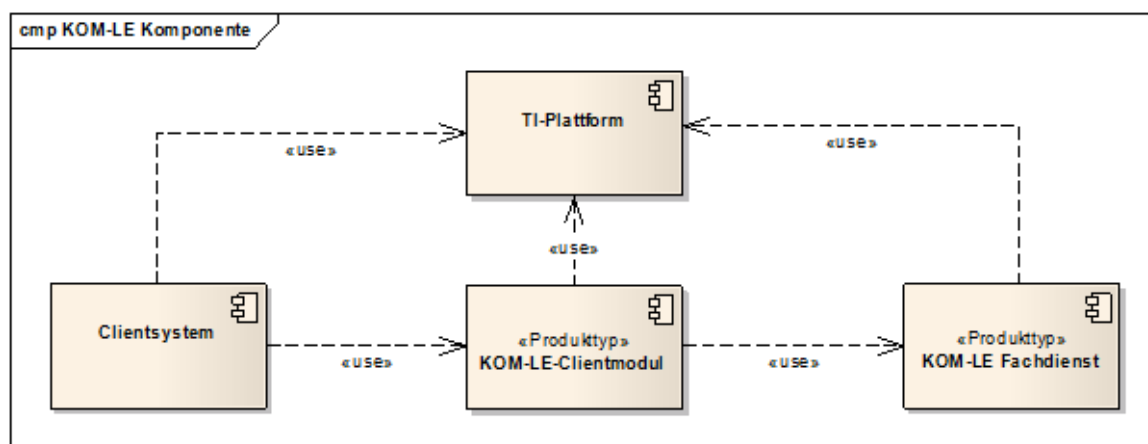 cmp KOM-LE Komponente
TI-Plattform
«use»
«use»
«use»
Clientsystem
«use»
«Produkttyp»
KOM-LE-Clientmodul
«use»
«Produkttyp»
KOM-LE Fachdienst